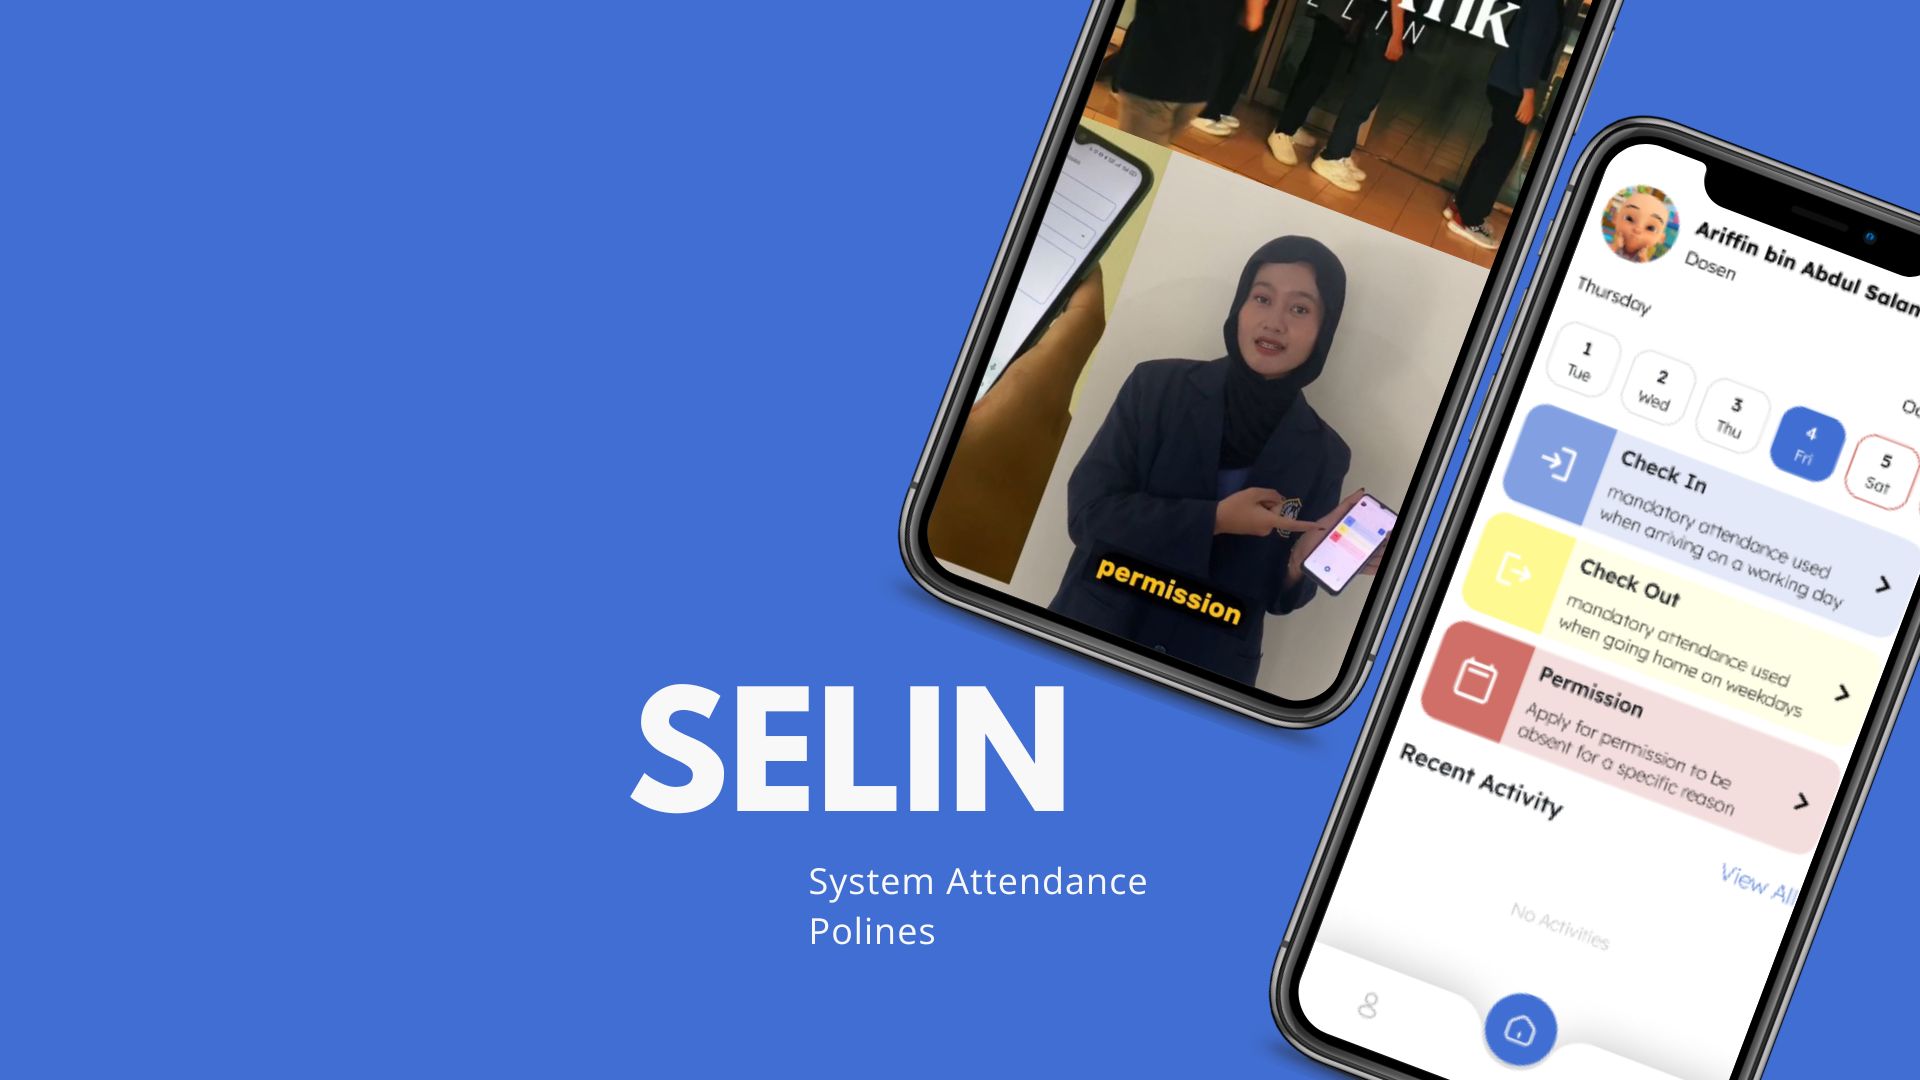 ELIN
permission
SELIN
System Attendance
Polines
Ariffin bin Abdul Salam
Dosen
Thursday
1
Tue
2
Wed
3
Thu
4
Fri
5
Sat
Check In
mandatory attendance used
when arriving on a working day
Check Out
mandatory attendance used
when going home on weekdays
Permission
Apply for permission to be
absent for a specific reason
Recent Activity
View All
No Activities